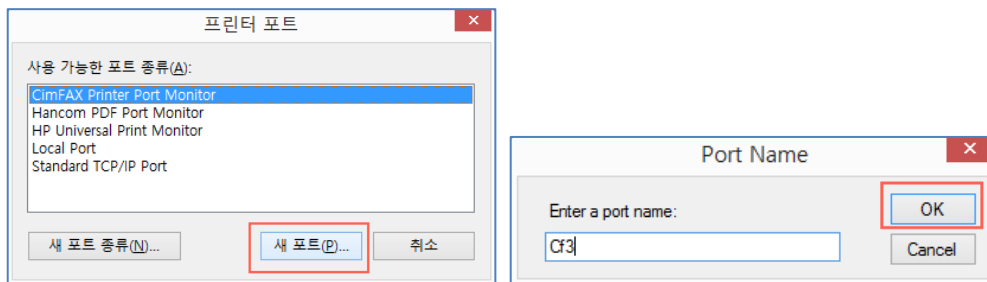 프린터 포트
사용 가능한 포트 종류(A):
CimFAX Printer Port Monitor
Hancom PDF Port Monitor
HP Universal Print Monitor
Local Port
Standard TCP/IP Port
새 포트 종류(N)...
새 포트(P)...
취소
Port Name
Enter a port name:
OK
Cf3
Cancel